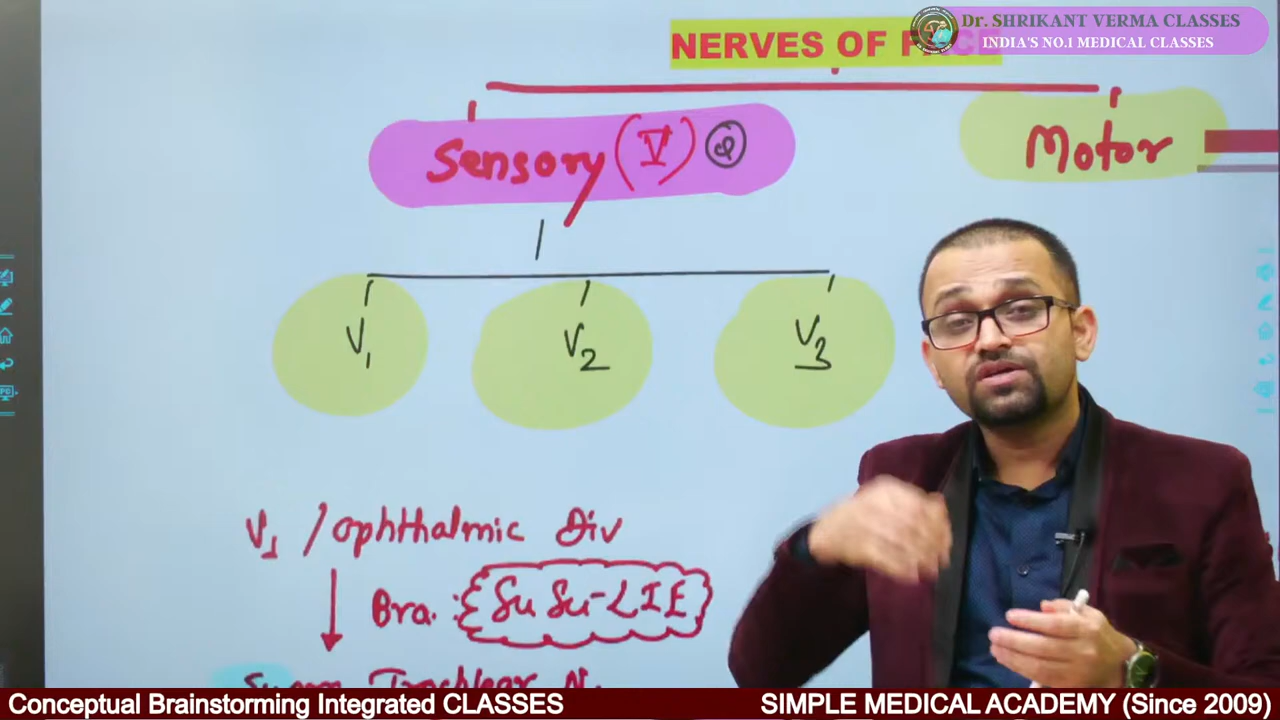 Dr. SHRIKANT VERMA CLASSES
INDIA'S NO.1 MEDICAL CLASSES
NERVES OF
Sensory (V)
Motor
V1
V2
V3
V1 / ophthalmic Div
Bra. : {Su Su-LIE}
Trochlear N.
Conceptual Brainstorming Integrated CLASSES
SIMPLE MEDICAL ACADEMY (Since 2009)